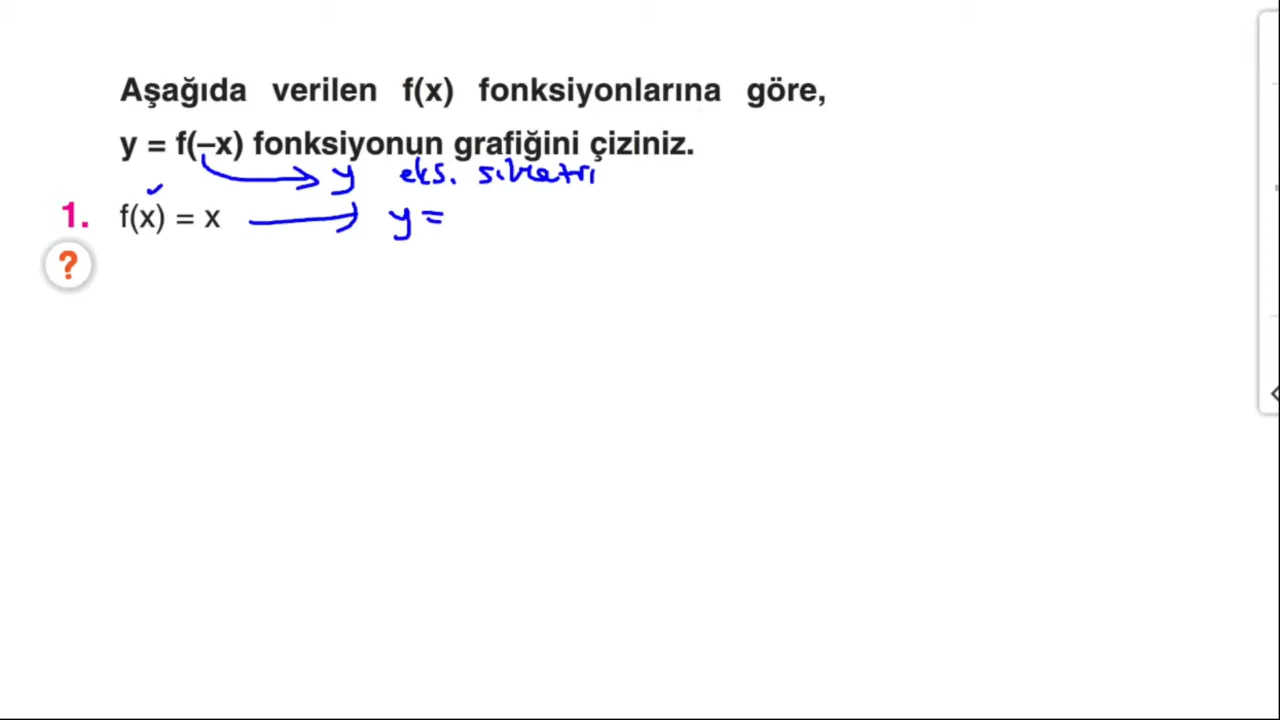 Aşağıda verilen f(x) fonksiyonlarına göre,
y = f(–x) fonksiyonun grafiğini çiziniz.
y eks. simetri
1. f(x) = x → y =
?